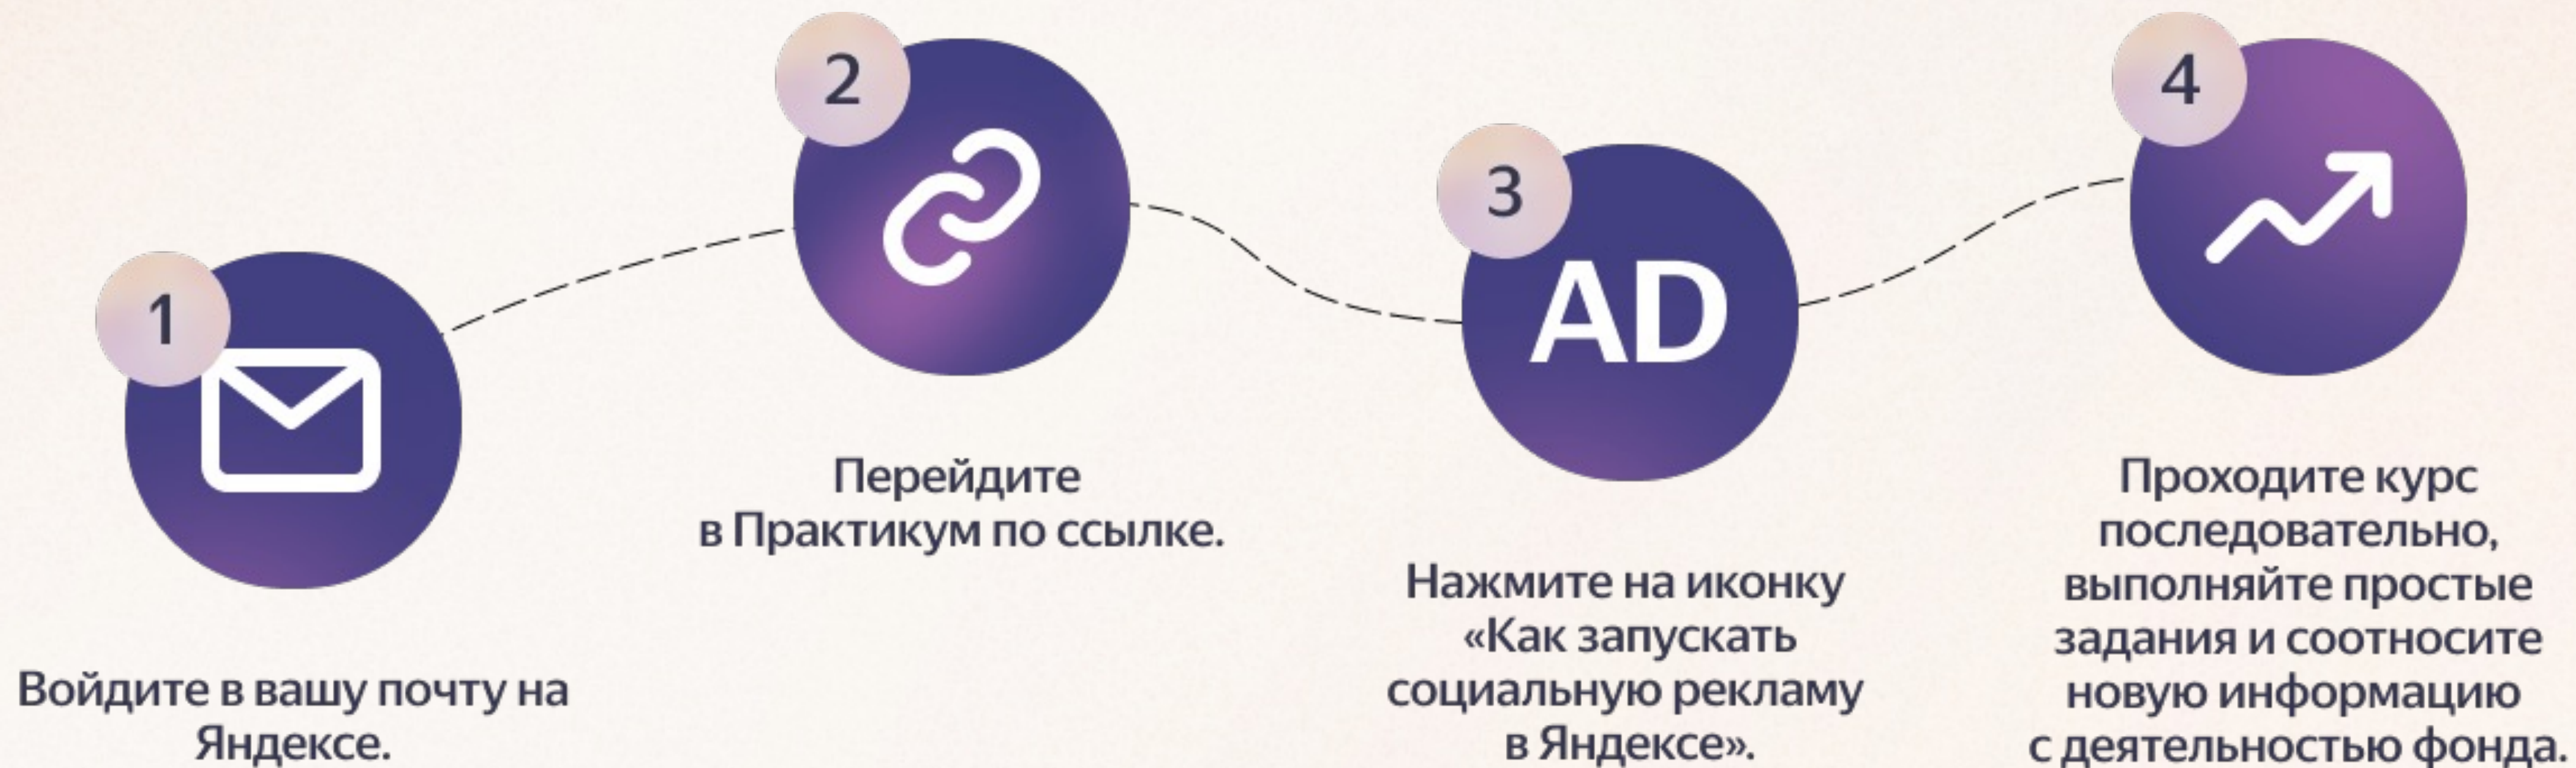 1
Войдите в вашу почту на
Яндексе.
2
Перейдите
в Практикум по ссылке.
3
AD
Нажмите на иконку
«Как запускать
социальную рекламу
в Яндексе».
4
Проходите курс
последовательно,
выполняйте простые
задания и соотносите
новую информацию
с деятельностью фонда.